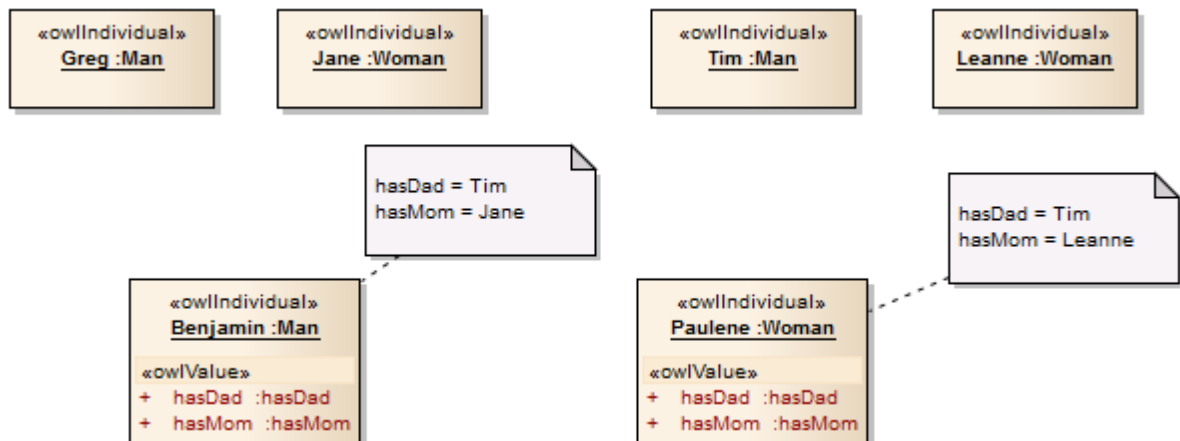 «owlIndividual»
Greg :Man
«owlIndividual»
Jane :Woman
«owlIndividual»
Tim :Man
«owlIndividual»
Leanne :Woman
hasDad = Tim
hasMom = Jane
hasDad = Tim
hasMom = Leanne
«owlIndividual»
Benjamin :Man
«owlValue»
+ hasDad :hasDad
+ hasMom :hasMom
«owlIndividual»
Paulene :Woman
«owlValue»
+ hasDad :hasDad
+ hasMom :hasMom